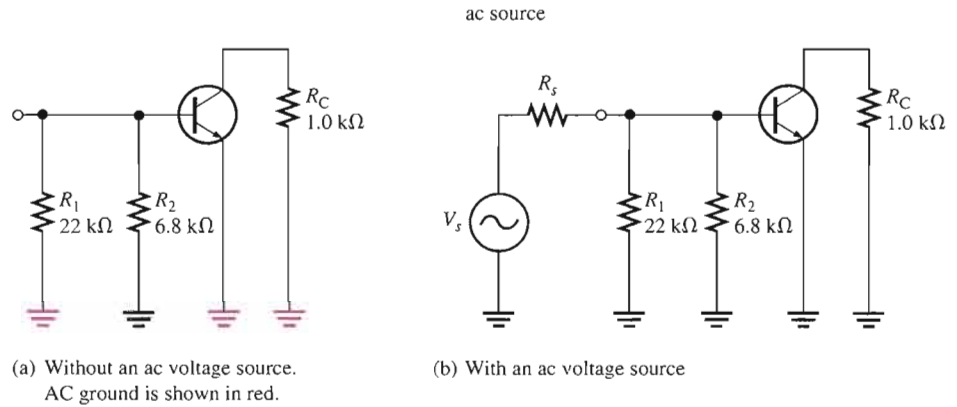 ac source
R_C
1.0 kΩ
R_1
22 kΩ
R_2
6.8 kΩ
(a) Without an ac voltage source.
AC ground is shown in red.
R_s
V_s
R_1
22 kΩ
R_2
6.8 kΩ
R_C
1.0 kΩ
(b) With an ac voltage source